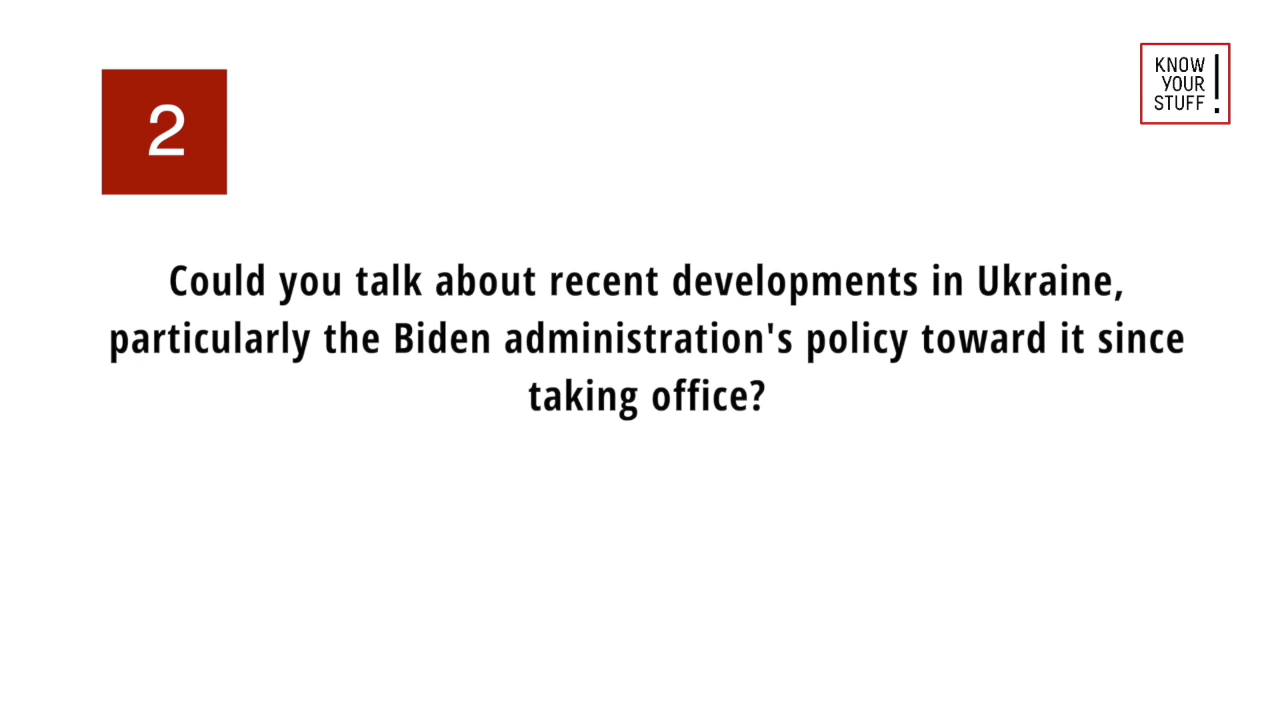 2
KNOW
YOUR
STUFF
!
Could you talk about recent developments in Ukraine,
particularly the Biden administration's policy toward it since
taking office?